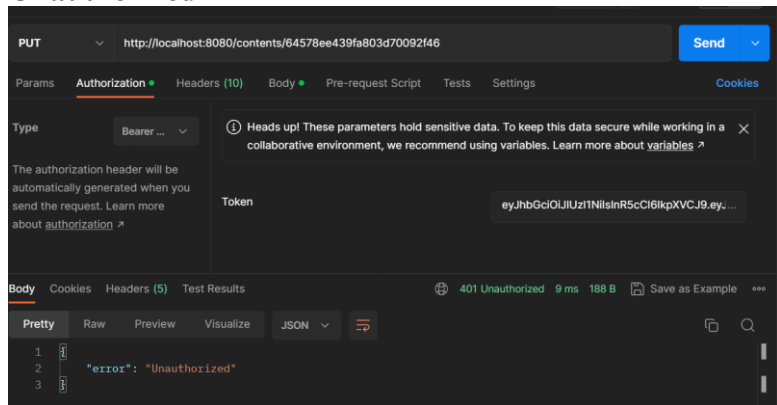 PUT http://localhost:8080/contents/64578ee439fa803d70092f46 Send
Params Authorization Headers (10) Body Pre-request Script Tests Settings Cookies
Type Bearer ...
Heads up! These parameters hold sensitive data. To keep this data secure while working in a
collaborative environment, we recommend using variables. Learn more about variables ↗
The authorization header will be
automatically generated when you
send the request. Learn more
about authorization ↗
Token
Body Cookies Headers (5) Test Results 401 Unauthorized 9 ms 188 B Save as Example
Pretty Raw Preview Visualize JSON
1 {
2 "error": "Unauthorized"
3 }